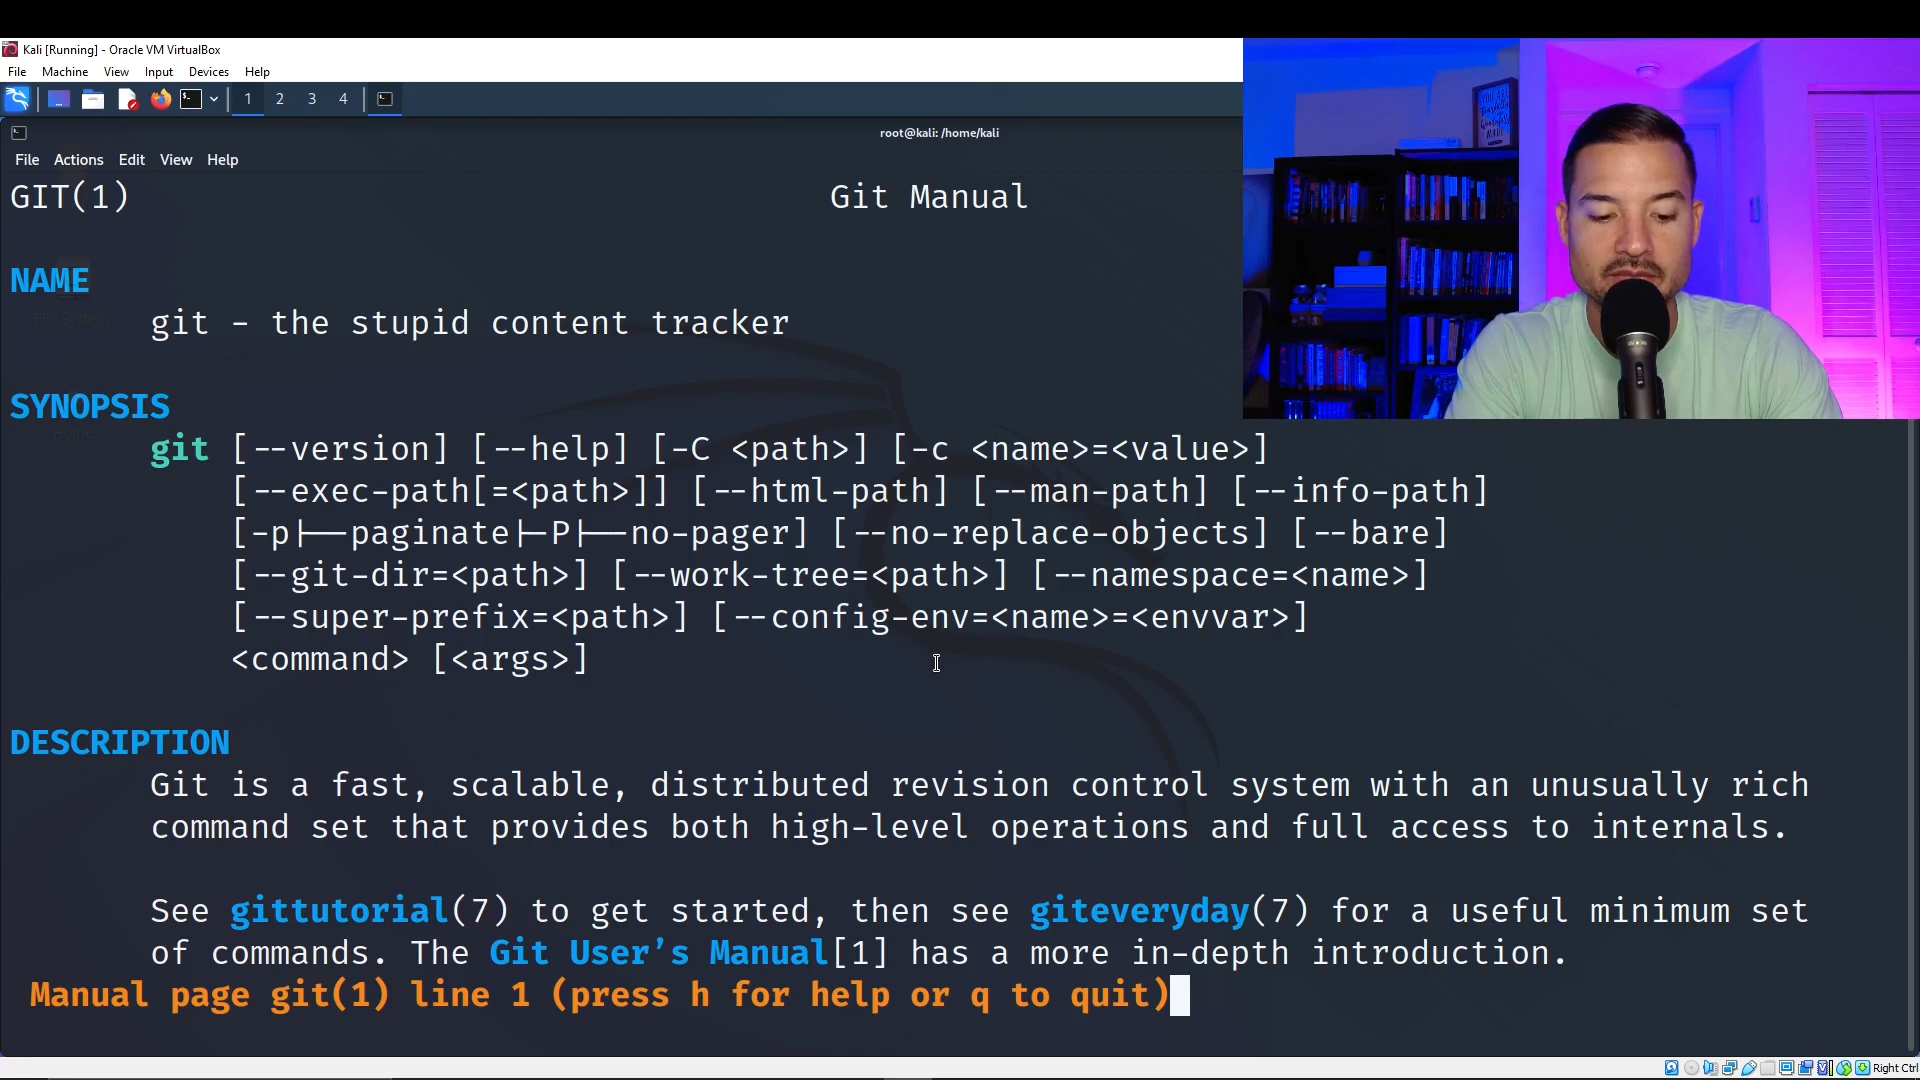 Kali [Running] - Oracle VM VirtualBox
File Machine View Input Devices Help
1 2 3 4
root@kali: /home/kali
File Actions Edit View Help
GIT(1) Git Manual
NAME
File System
git - the stupid content tracker
SYNOPSIS
Home
git [--version] [--help] [-C <path>] [-c <name>=<value>]
[--exec-path[=<path>]] [--html-path] [--man-path] [--info-path]
[-p|--paginate|-P|--no-pager] [--no-replace-objects] [--bare]
[--git-dir=<path>] [--work-tree=<path>] [--namespace=<name>]
[--super-prefix=<path>] [--config-env=<name>=<envvar>]
<command> [<args>]
DESCRIPTION
Git is a fast, scalable, distributed revision control system with an unusually rich
command set that provides both high-level operations and full access to internals.
See gittutorial(7) to get started, then see giteveryday(7) for a useful minimum set
of commands. The Git User’s Manual[1] has a more in-depth introduction.
Manual page git(1) line 1 (press h for help or q to quit)
Right Ctrl